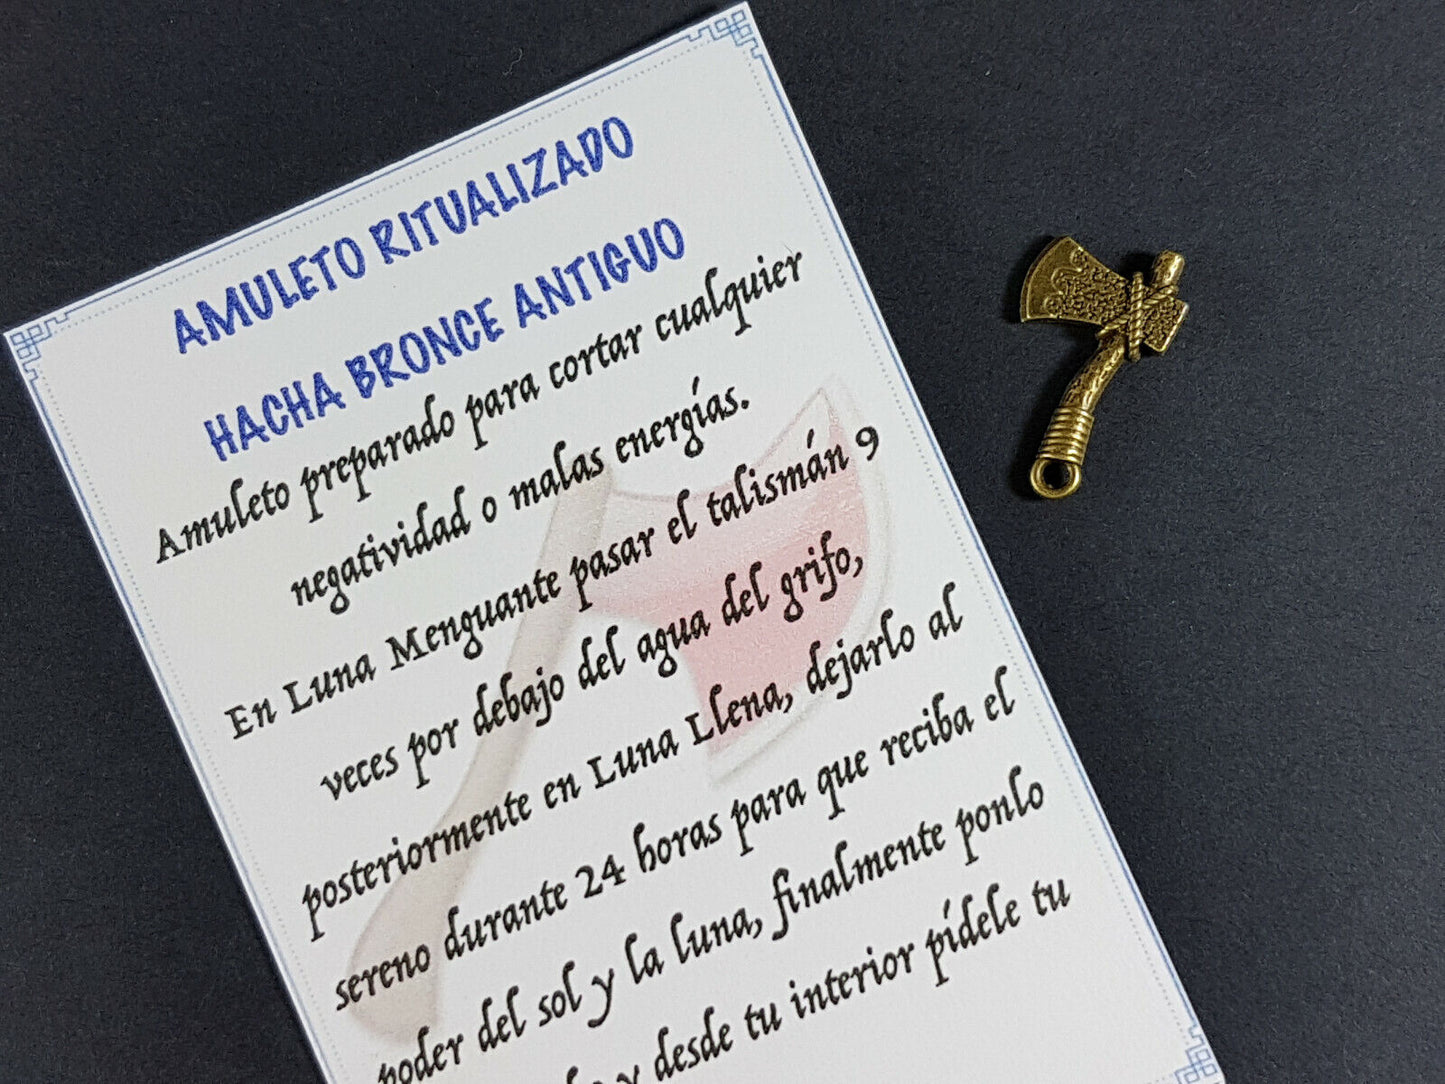 AMULETO RITUALIZADO
HACHA BRONCE ANTIGUO
Amuleto preparado para cortar cualquier
negatividad o malas energías.
En Luna Menguante pasar el talismán 9
veces por debajo del agua del grifo,
posteriormente en Luna Llena, dejarlo al
sereno durante 24 horas para que reciba el
poder del sol y la luna, finalmente ponlo
y desde tu interior pídele tu